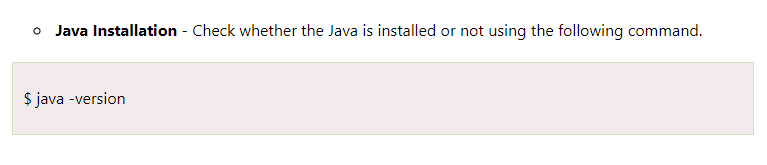 Java Installation - Check whether the Java is installed or not using the following command.
$ java -version